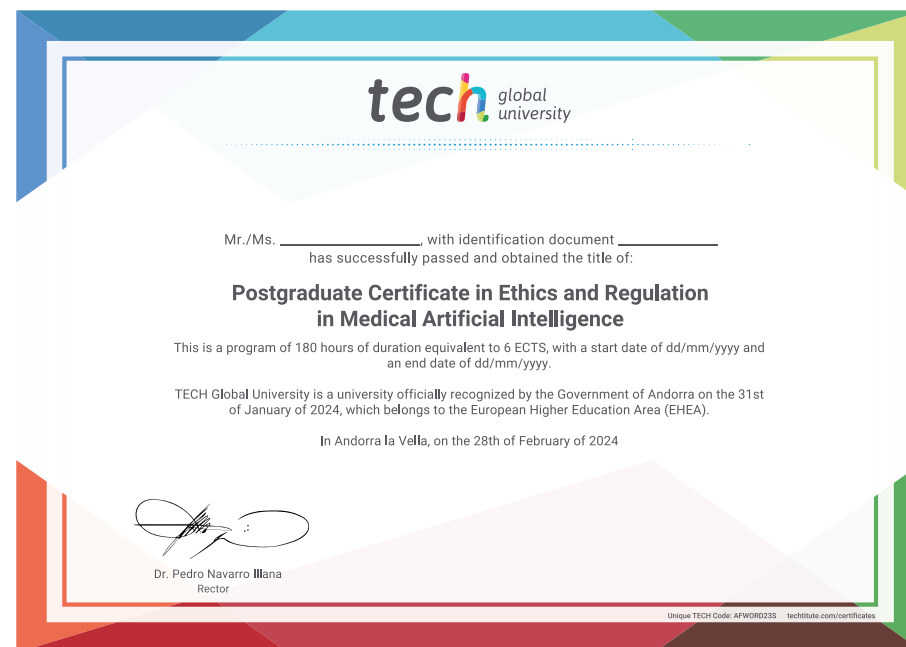 tech global
university
Mr./Ms. ____________________, with identification document ______________
has successfully passed and obtained the title of:
Postgraduate Certificate in Ethics and Regulation
in Medical Artificial Intelligence
This is a program of 180 hours of duration equivalent to 6 ECTS, with a start date of dd/mm/yyyy and
an end date of dd/mm/yyyy.
TECH Global University is a university officially recognized by the Government of Andorra on the 31st
of January of 2024, which belongs to the European Higher Education Area (EHEA).
In Andorra la Vella, on the 28th of February of 2024
Dr. Pedro Navarro Illana
Rector
Unique TECH Code: AFWORD23S techtitute.com/certificates